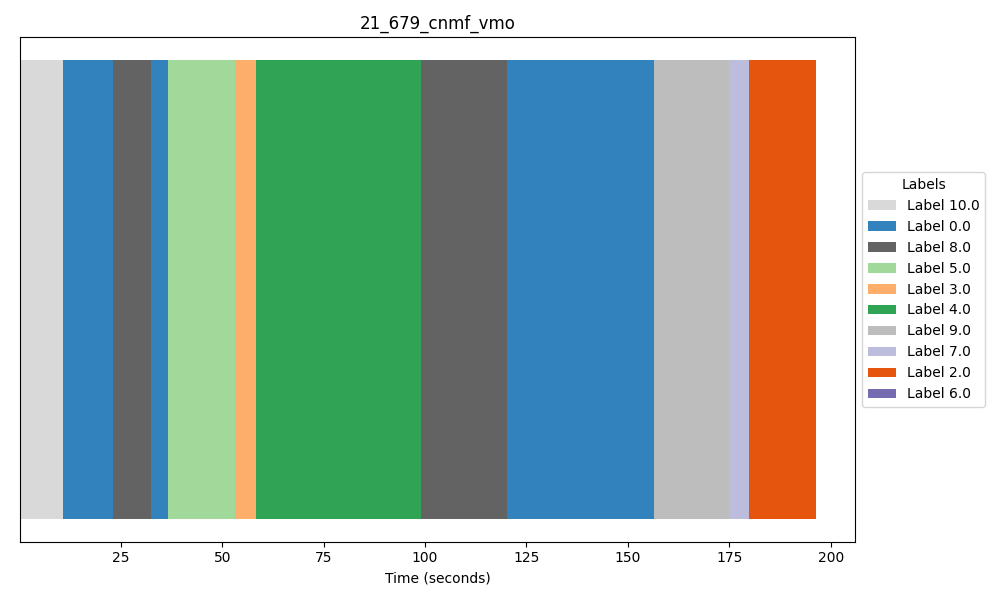 21_679_cnmf_vmo
Labels
Label 10.0
Label 0.0
Label 8.0
Label 5.0
Label 3.0
Label 4.0
Label 9.0
Label 7.0
Label 2.0
Label 6.0
25 50 75 100 125 150 175 200
Time (seconds)